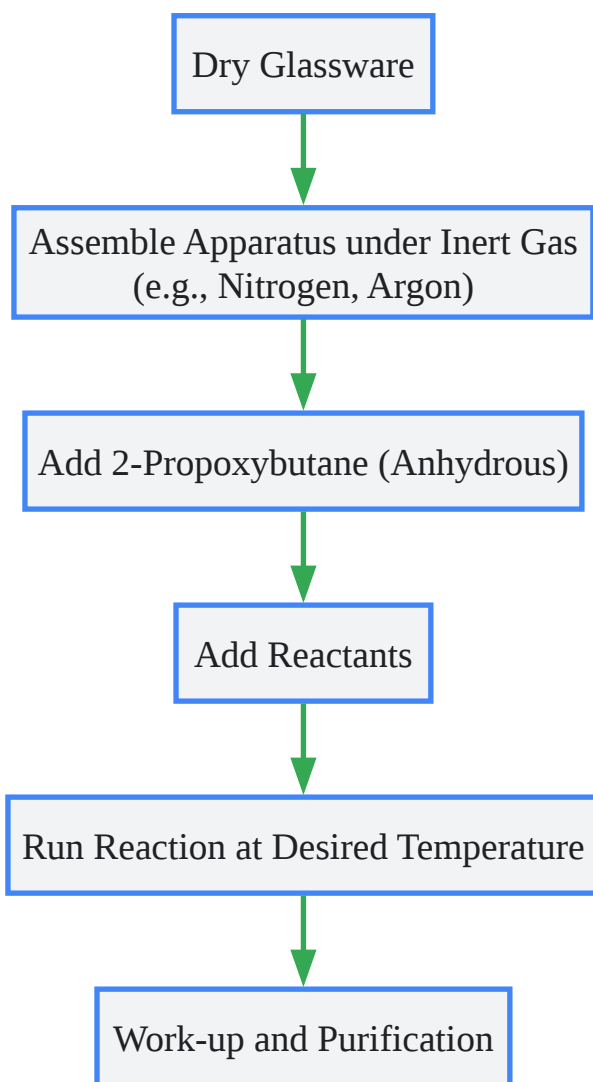 Dry Glassware
Assemble Apparatus under Inert Gas
(e.g., Nitrogen, Argon)
Add 2-Propoxybutane (Anhydrous)
Add Reactants
Run Reaction at Desired Temperature
Work-up and Purification